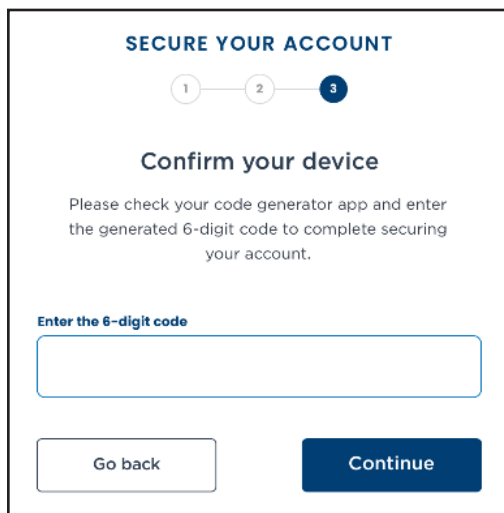 SECURE YOUR ACCOUNT
1 2 3
Confirm your device
Please check your code generator app and enter
the generated 6-digit code to complete securing
your account.
Enter the 6-digit code
Go back Continue